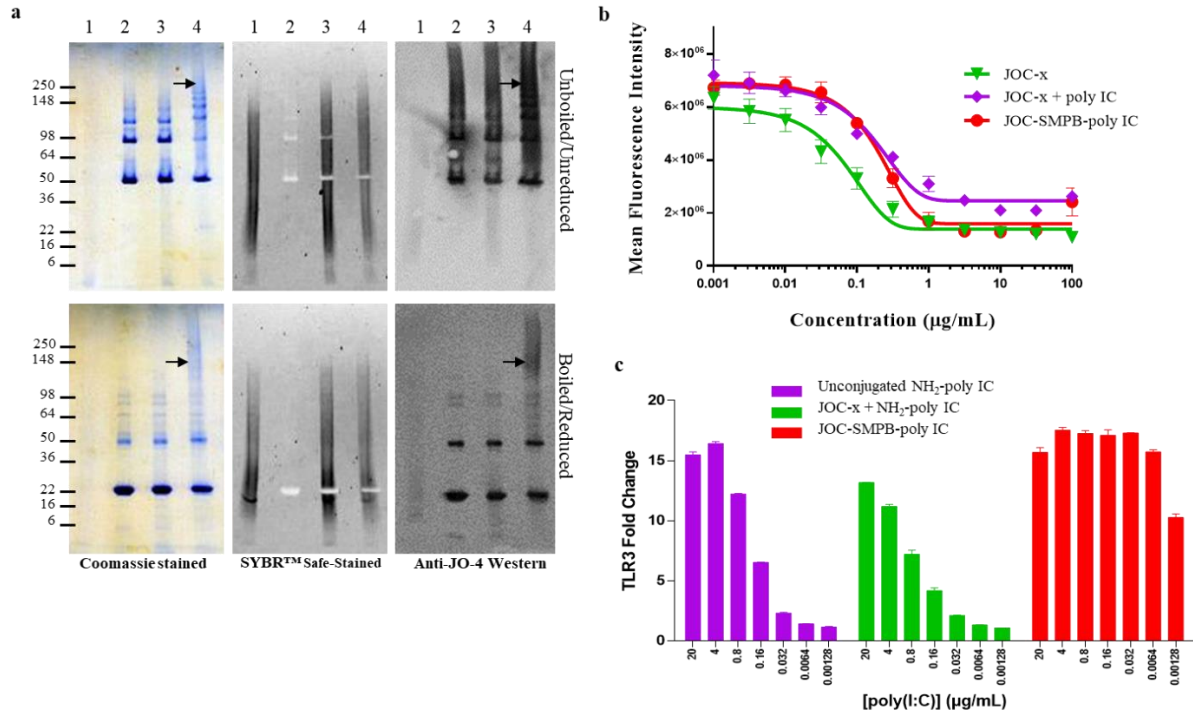 a
1 2 3 4
1 2 3 4
1 2 3 4
250
148
98
64
50
36
22
16
6
Unboiled/Unreduced
250
148
98
64
50
36
22
16
6
Boiled/Reduced
Coomassie stained
SYBR™ Safe-Stained
Anti-JO-4 Western
b
Mean Fluorescence Intensity
8×10⁰⁶
6×10⁰⁶
4×10⁰⁶
2×10⁰⁶
0
0.001 0.01 0.1 1 10 100
Concentration (µg/mL)
JOC-x
JOC-x + poly IC
JOC-SMPB-poly IC
c
Unconjugated NH₂-poly IC
JOC-x + NH₂-poly IC
JOC-SMPB-poly IC
TLR3 Fold Change
20
15
10
5
0
20 4 0.8 0.16 0.032 0.0064 0.00128
20 4 0.8 0.16 0.032 0.0064 0.00128
20 4 0.8 0.16 0.032 0.0064 0.00128
[poly(I:C)] (µg/mL)